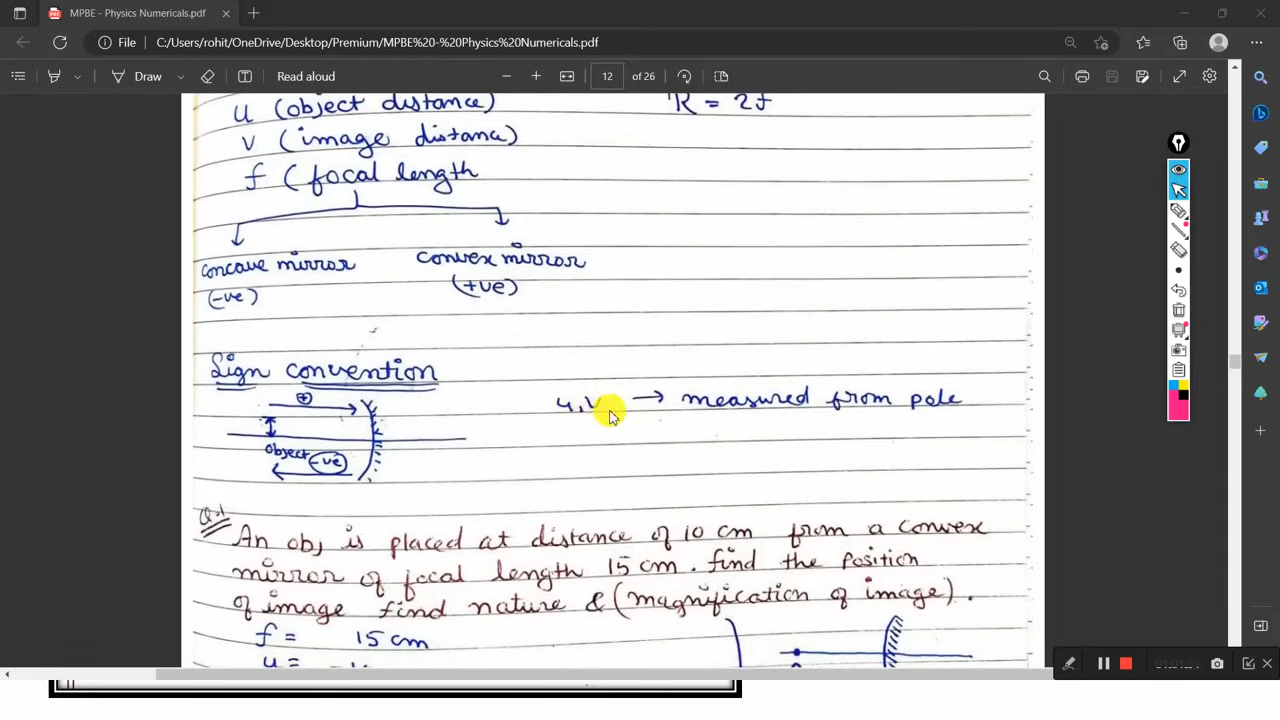 MPBE - Physics Numericals.pdf
File
C:/Users/rohit/OneDrive/Desktop/Premium/MPBE%20-%20Physics%20Numericals.pdf
Draw
Read aloud
12 of 26
u (object distance)
R = 2f
v (image distanc)
f (focal length
concave mirror
convex mirror
(-ve)
(+ve)
Sign convention
+
u,v → measured from pole
object
-ve
Q.1
An obj is placed at distance of 10 cm from a convex
mirror of focal length 15 cm. find the position
of image find nature & (magnification of image).
f = 15 cm
u =